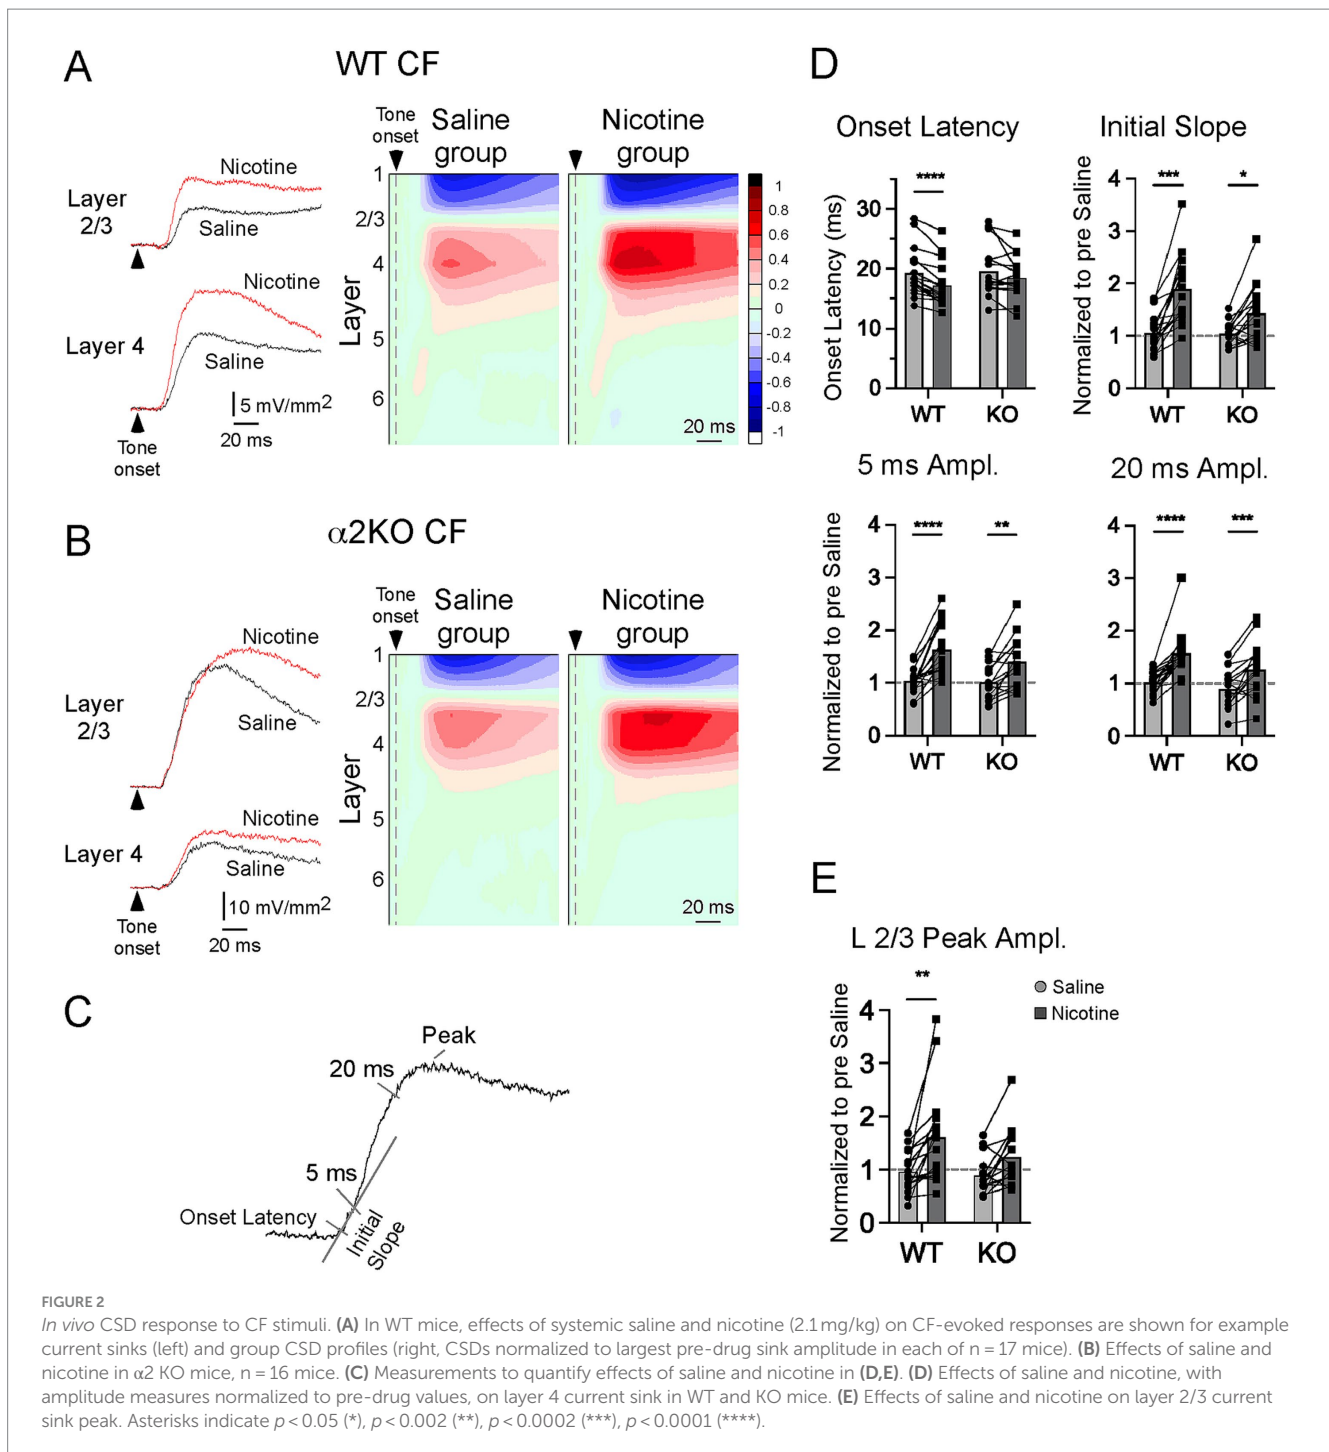 A
WT CF
Tone
onset
Saline
group
Nicotine
group
Layer
2/3
Nicotine
Saline
Layer 4
Nicotine
Saline
5 mV/mm2
20 ms
Tone
onset
Layer
1
2/3
4
5
6
20 ms
1
0.8
0.6
0.4
0.2
0
-0.2
-0.4
-0.6
-0.8
-1
B
α2KO CF
Tone
onset
Saline
group
Nicotine
group
Layer
2/3
Nicotine
Saline
Layer 4
Nicotine
Saline
10 mV/mm2
20 ms
Tone
onset
Layer
1
2/3
4
5
6
20 ms
C
Peak
20 ms
5 ms
Onset Latency
Initial
Slope
D
Onset Latency
Onset Latency (ms)
30
20
10
0
****
WT
KO
Initial Slope
Normalized to pre Saline
4
3
2
1
0
***
*
WT
KO
5 ms Ampl.
Normalized to pre Saline
4
3
2
1
0
****
**
WT
KO
20 ms Ampl.
4
3
2
1
0
****
***
WT
KO
E
L 2/3 Peak Ampl.
Normalized to pre Saline
4
3
2
1
0
**
WT
KO
Saline
Nicotine
FIGURE 2
In vivo CSD response to CF stimuli. (A) In WT mice, effects of systemic saline and nicotine (2.1 mg/kg) on CF-evoked responses are shown for example
current sinks (left) and group CSD profiles (right, CSDs normalized to largest pre-drug sink amplitude in each of n = 17 mice). (B) Effects of saline and
nicotine in α2 KO mice, n = 16 mice. (C) Measurements to quantify effects of saline and nicotine in (D,E). (D) Effects of saline and nicotine, with
amplitude measures normalized to pre-drug values, on layer 4 current sink in WT and KO mice. (E) Effects of saline and nicotine on layer 2/3 current
sink peak. Asterisks indicate p < 0.05 (*), p < 0.002 (**), p < 0.0002 (***), p < 0.0001 (****).